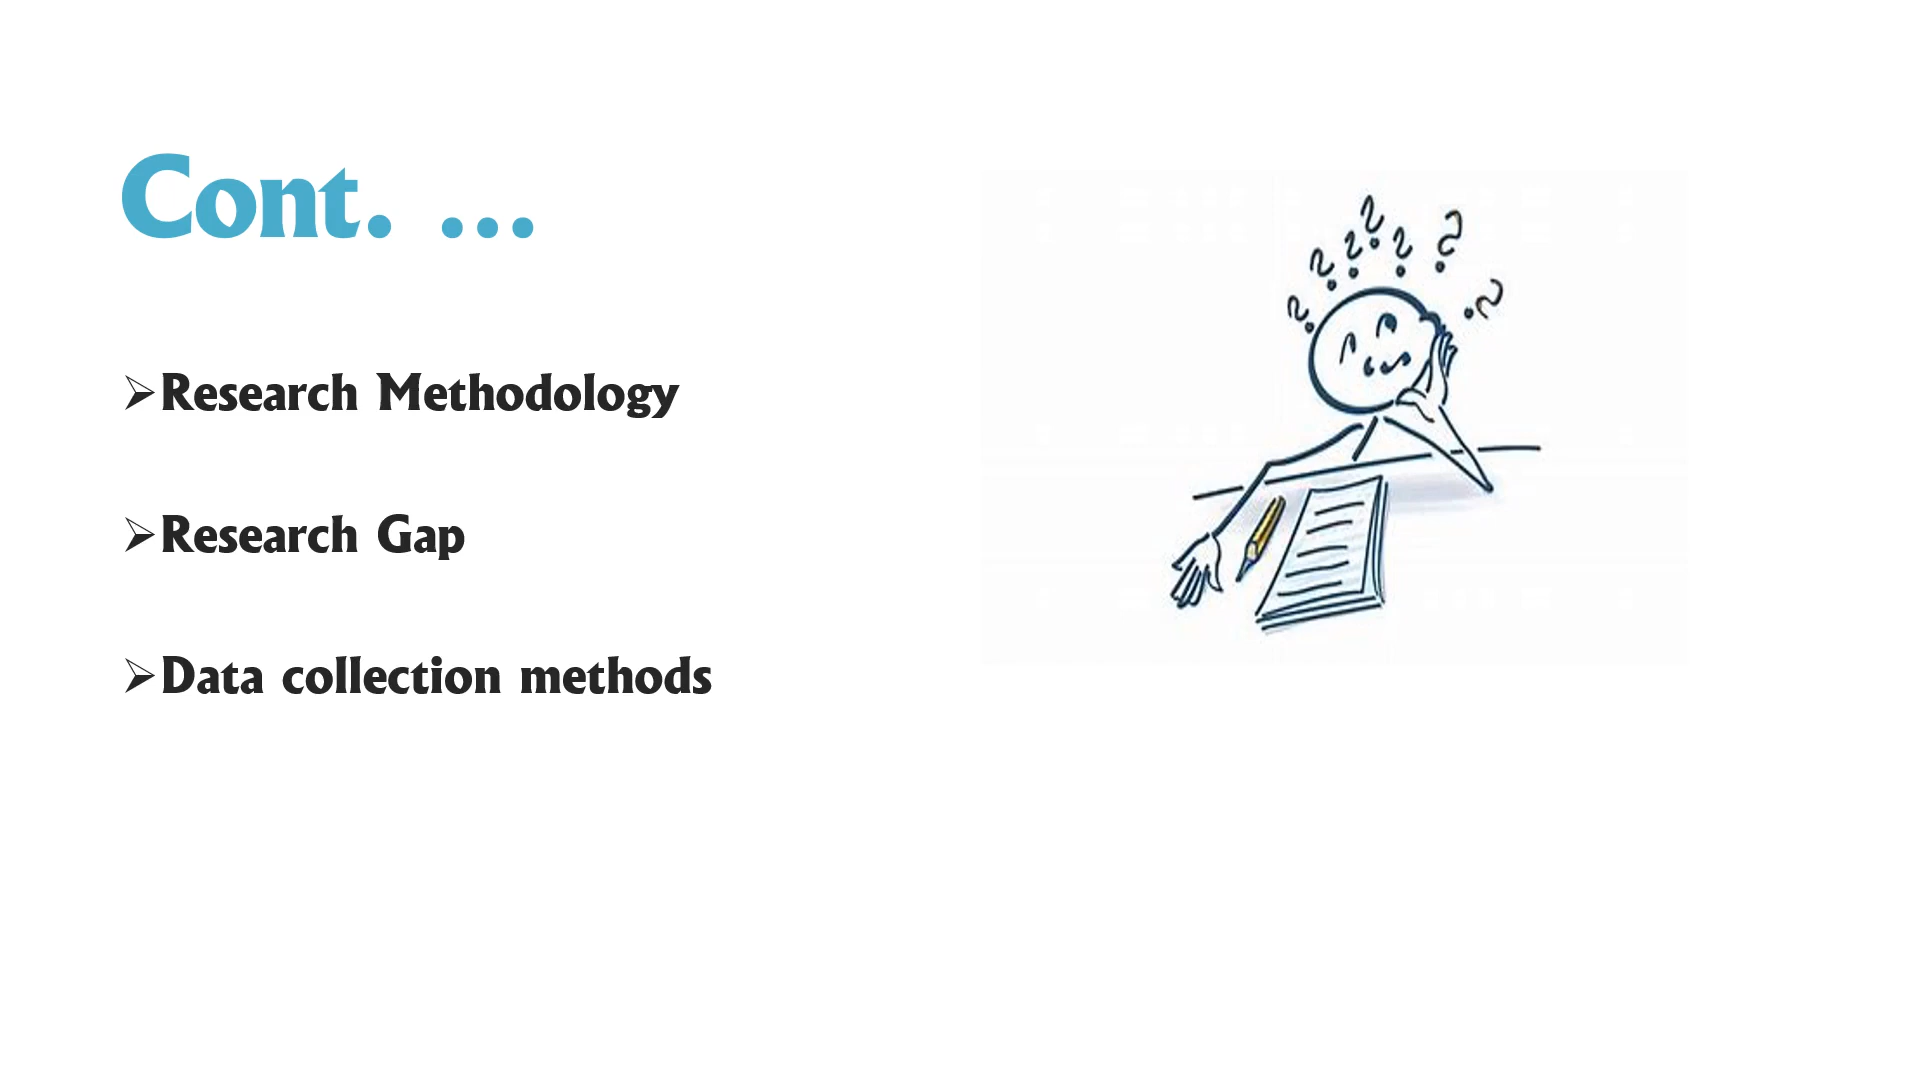 Cont. ...
➢Research Methodology
➢Research Gap
➢Data collection methods